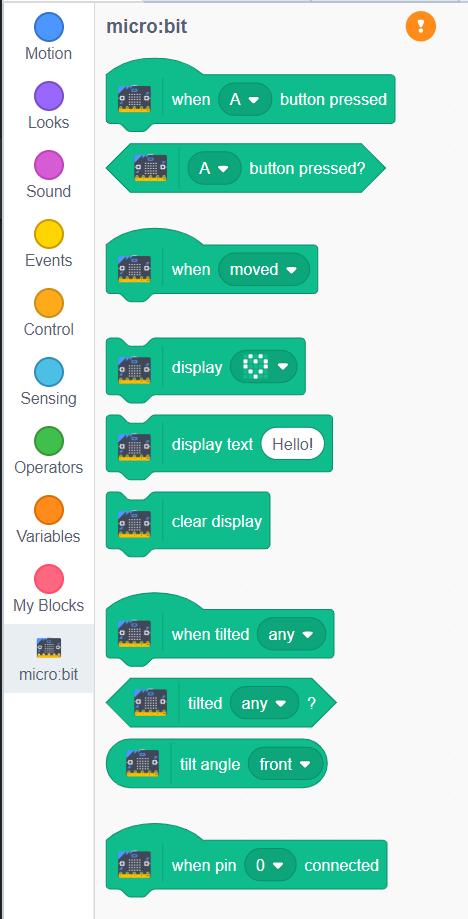 Motion
Looks
Sound
Events
Control
Sensing
Operators
Variables
My Blocks
micro:bit
micro:bit
when A button pressed
A button pressed?
when moved
display
display text Hello!
clear display
when tilted any
tilted any ?
tilt angle front
when pin 0 connected